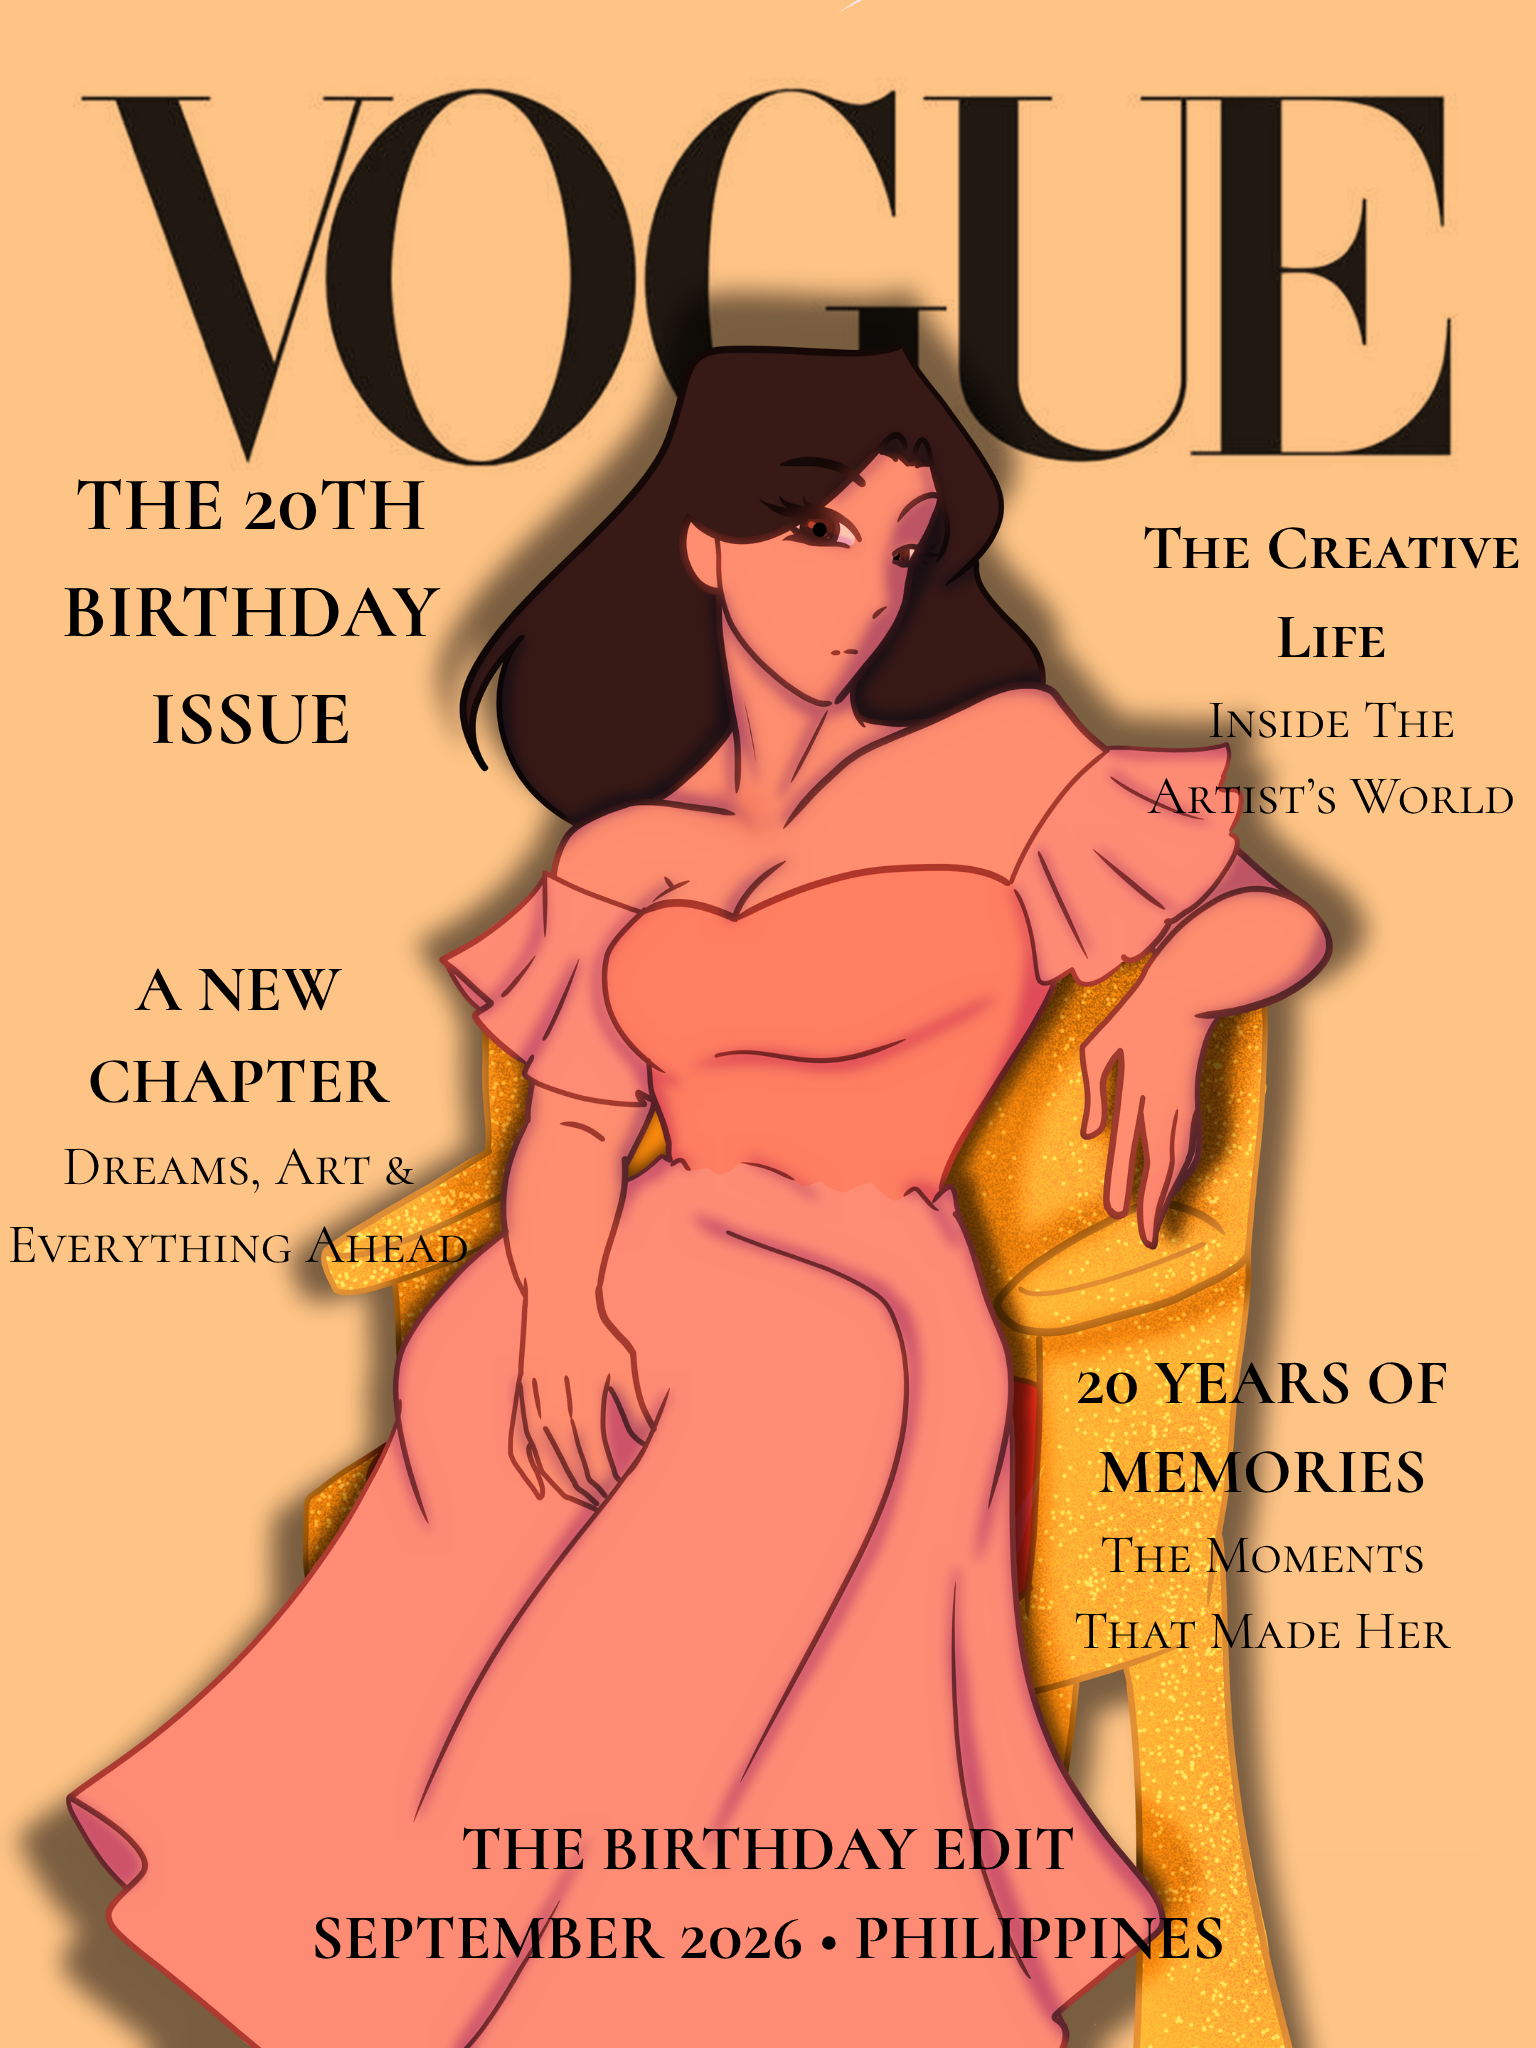 VOGUE
THE 20TH
BIRTHDAY
ISSUE
The Creative
Life
Inside The
Artist's World
A NEW
CHAPTER
Dreams, Art &
Everything Ahead
20 YEARS OF
MEMORIES
The Moments
That Made Her
THE BIRTHDAY EDIT
SEPTEMBER 2026 • PHILIPPINES